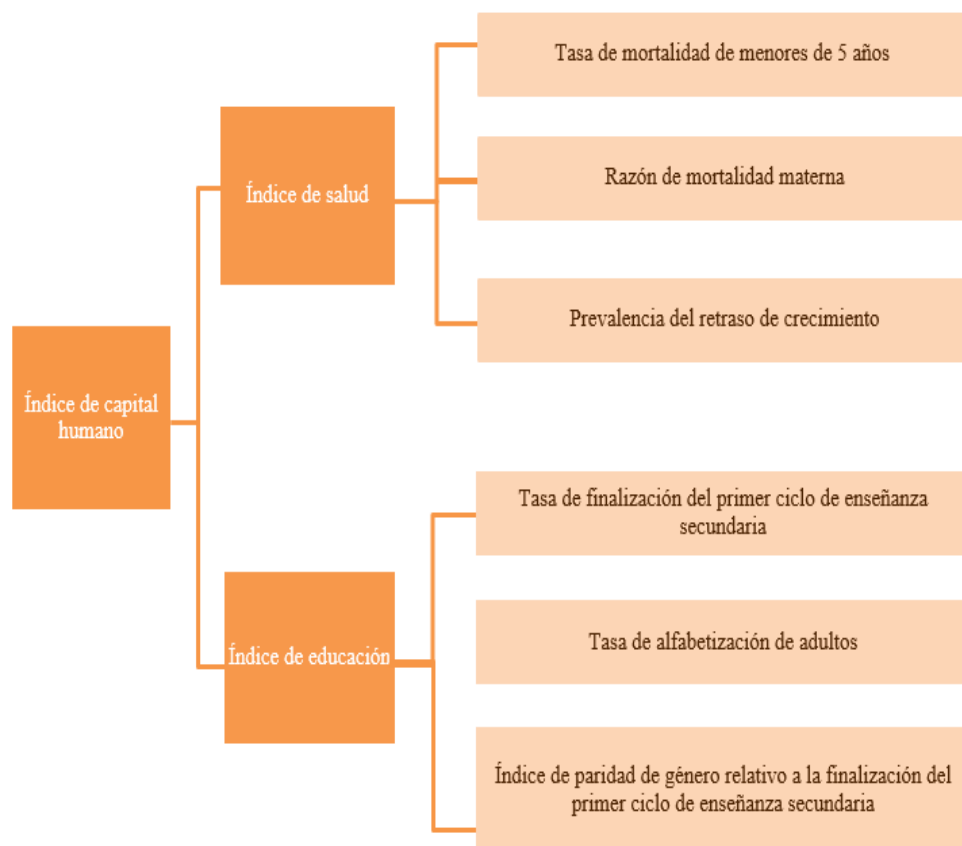 Índice de capital
humano
Índice de salud
Tasa de mortalidad de menores de 5 años
Razón de mortalidad materna
Prevalencia del retraso de crecimiento
Índice de educación
Tasa de finalización del primer ciclo de enseñanza
secundaria
Tasa de alfabetización de adultos
Índice de paridad de género relativo a la finalización del
primer ciclo de enseñanza secundaria